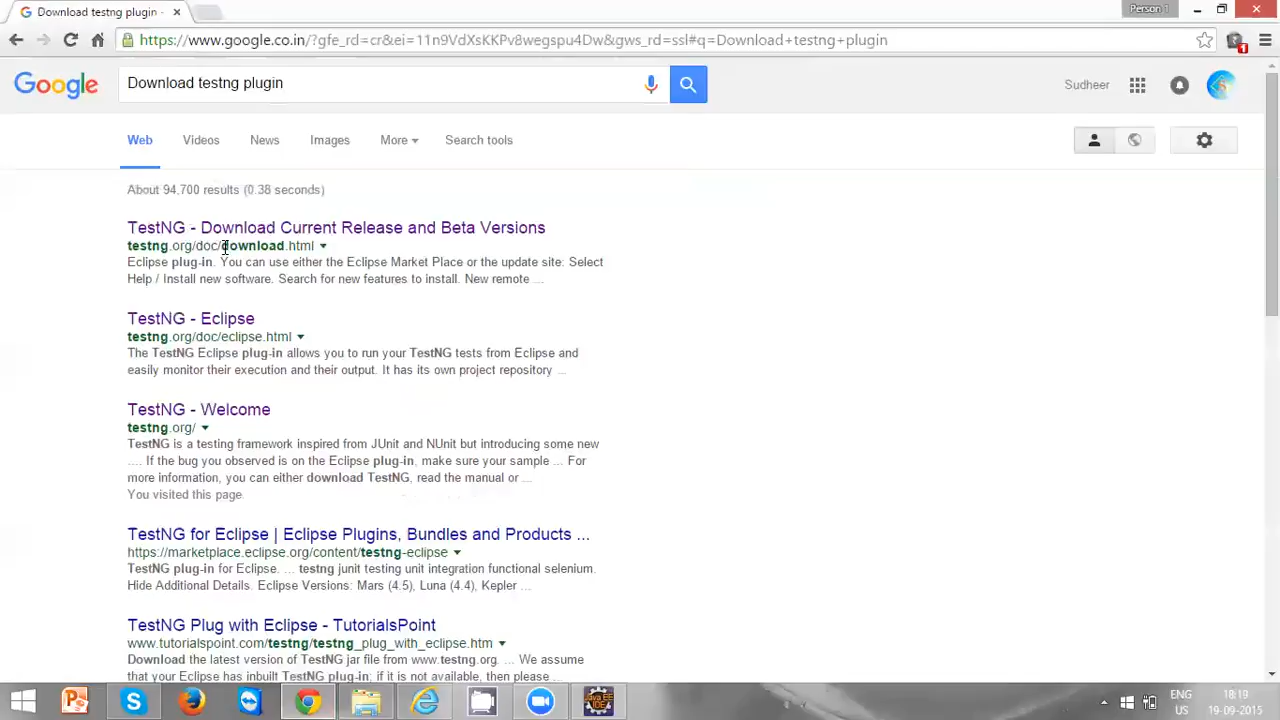 Download testng plugin -
Person 1
https://www.google.co.in/?gfe_rd=cr&ei=11n9VdXsKKPv8wegspu4Dw&gws_rd=ssl#q=Download+testng+plugin
1
Google
Download testng plugin
Sudheer
Web Videos News Images More Search tools
About 94,700 results (0.38 seconds)
TestNG - Download Current Release and Beta Versions
testng.org/doc/download.html
Eclipse plug-in. You can use either the Eclipse Market Place or the update site: Select
Help / Install new software. Search for new features to install. New remote ...
TestNG - Eclipse
testng.org/doc/eclipse.html
The TestNG Eclipse plug-in allows you to run your TestNG tests from Eclipse and
easily monitor their execution and their output. It has its own project repository ...
TestNG - Welcome
testng.org/
TestNG is a testing framework inspired from JUnit and NUnit but introducing some new
.... If the bug you observed is on the Eclipse plug-in, make sure your sample ... For
more information, you can either download TestNG, read the manual or ...
You visited this page
TestNG for Eclipse | Eclipse Plugins, Bundles and Products ...
https://marketplace.eclipse.org/content/testng-eclipse
TestNG plug-in for Eclipse. ... testng junit testing unit integration functional selenium.
Hide Additional Details. Eclipse Versions: Mars (4.5), Luna (4.4), Kepler ...
TestNG Plug with Eclipse - TutorialsPoint
www.tutorialspoint.com/testng/testng_plug_with_eclipse.htm
Download the latest version of TestNG jar file from www.testng.org. ... We assume
that your Eclipse has inbuilt TestNG plug-in; if it is not available, then please ...
Java EE
IDE
ENG
US
18:19
19-09-2015